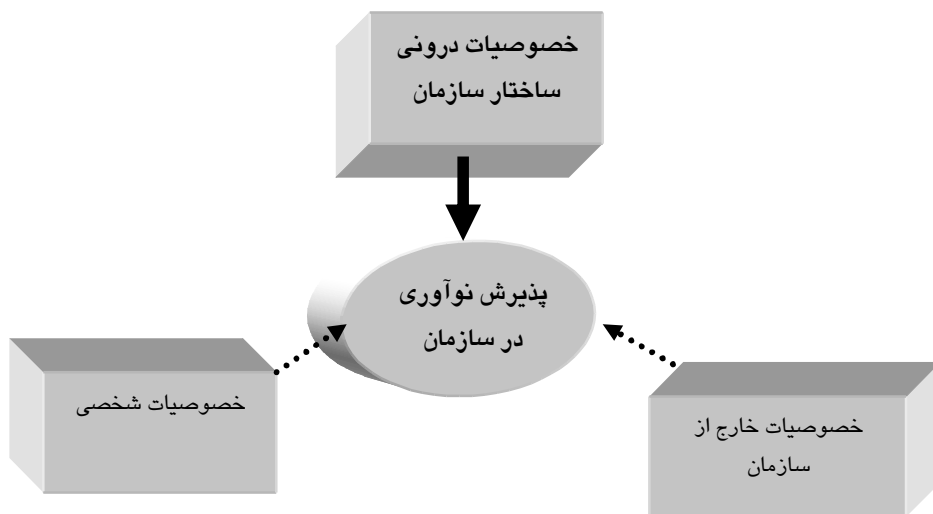 خصوصیات درونی
ساختار سازمان
پذیرش نوآوری
در سازمان
خصوصیات شخصی
خصوصیات خارج از
سازمان